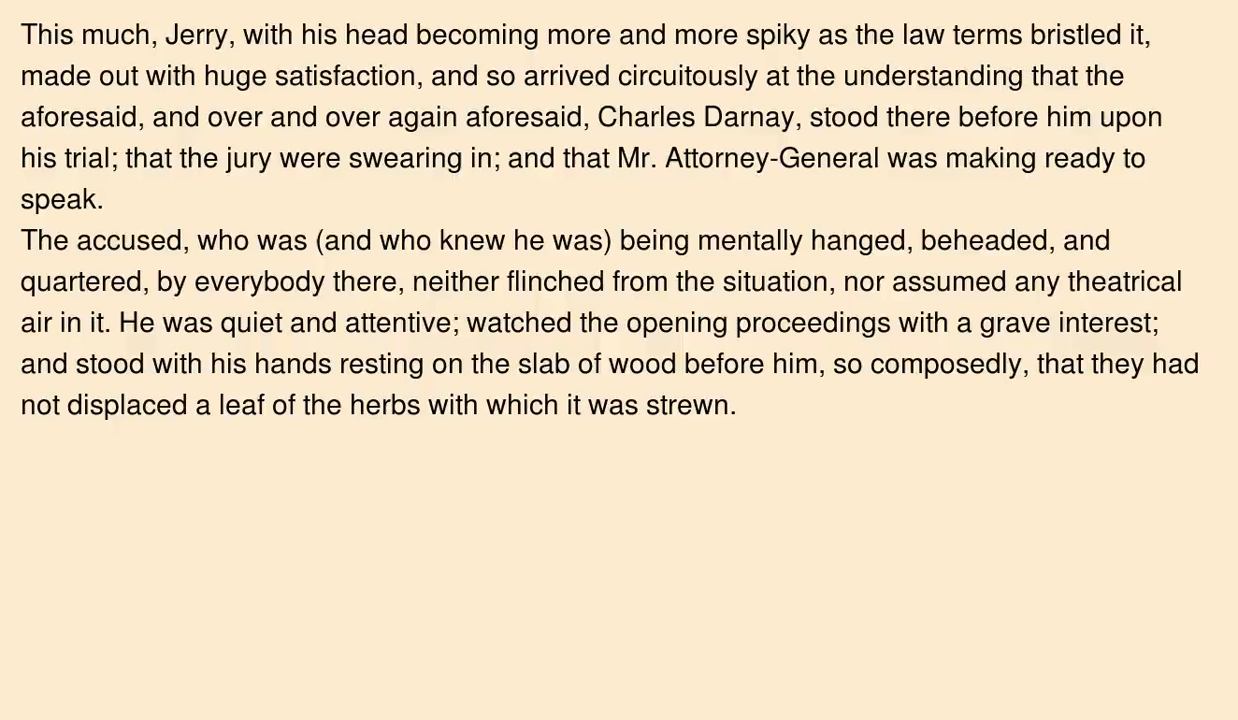 This much, Jerry, with his head becoming more and more spiky as the law terms bristled it,
made out with huge satisfaction, and so arrived circuitously at the understanding that the
aforesaid, and over and over again aforesaid, Charles Darnay, stood there before him upon
his trial; that the jury were swearing in; and that Mr. Attorney-General was making ready to
speak.
The accused, who was (and who knew he was) being mentally hanged, beheaded, and
quartered, by everybody there, neither flinched from the situation, nor assumed any theatrical
air in it. He was quiet and attentive; watched the opening proceedings with a grave interest;
and stood with his hands resting on the slab of wood before him, so composedly, that they had
not displaced a leaf of the herbs with which it was strewn.